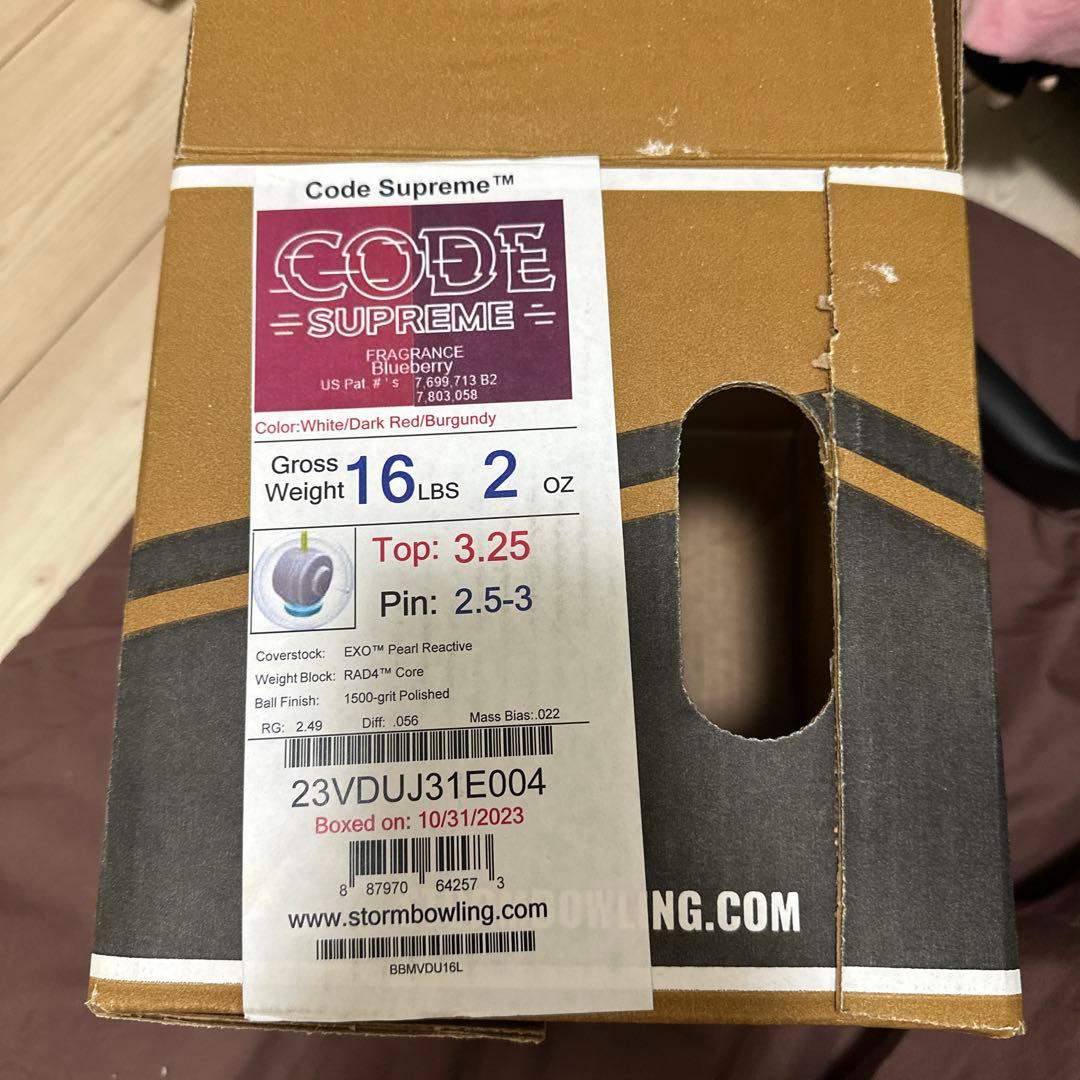 Code Supreme™
CODE
SUPREME
FRAGRANCE
Blueberry
US Pat. #'s 7,699,713 B2
7,803,058
Color:White/Dark Red/Burgundy
Gross Weight 16 LBS 2 OZ
Top: 3.25
Pin: 2.5-3
Coverstock: EXO™ Pearl Reactive
Weight Block: RAD4™ Core
Ball Finish: 1500-grit Polished
RG: 2.49 Diff: .056 Mass Bias:.022
23VDUJ31E004
Boxed on: 10/31/2023
8 87970 64257 3
www.stormbowling.com
BBMVDU16L
MBOWLING.COM